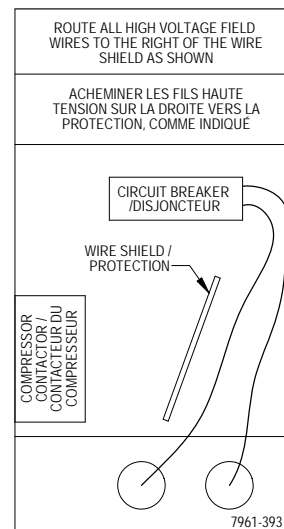 ROUTE ALL HIGH VOLTAGE FIELD
WIRES TO THE RIGHT OF THE WIRE
SHIELD AS SHOWN
ACHEMINER LES FILS HAUTE
TENSION SUR LA DROITE VERS LA
PROTECTION, COMME INDIQUÉ
CIRCUIT BREAKER
/DISJONCTEUR
WIRE SHIELD /
PROTECTION
COMPRESSOR
CONTACTOR /
CONTACTEUR DU
COMPRESSEUR
7961-393